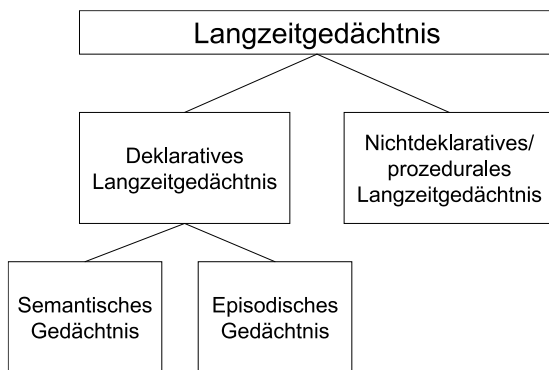 Langzeitgedächtnis
Deklaratives
Langzeitgedächtnis
Nichtdeklaratives/
prozedurales
Langzeitgedächtnis
Semantisches
Gedächtnis
Episodisches
Gedächtnis